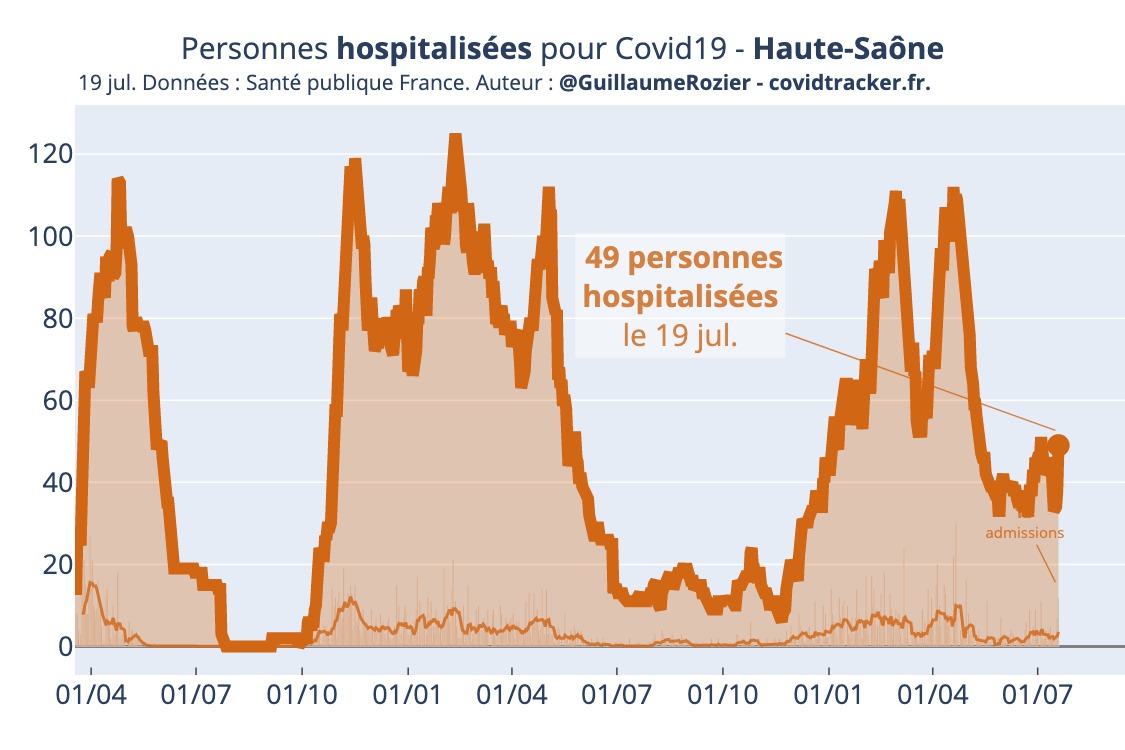 Personnes hospitalisées pour Covid19 - Haute-Saône
19 jul. Données : Santé publique France. Auteur : @GuillaumeRozier - covidtracker.fr.
120
100
80
60
40
20
0
49 personnes
hospitalisées
le 19 jul.
admissions
01/04 01/07 01/10 01/01 01/04 01/07 01/10 01/01 01/04 01/07